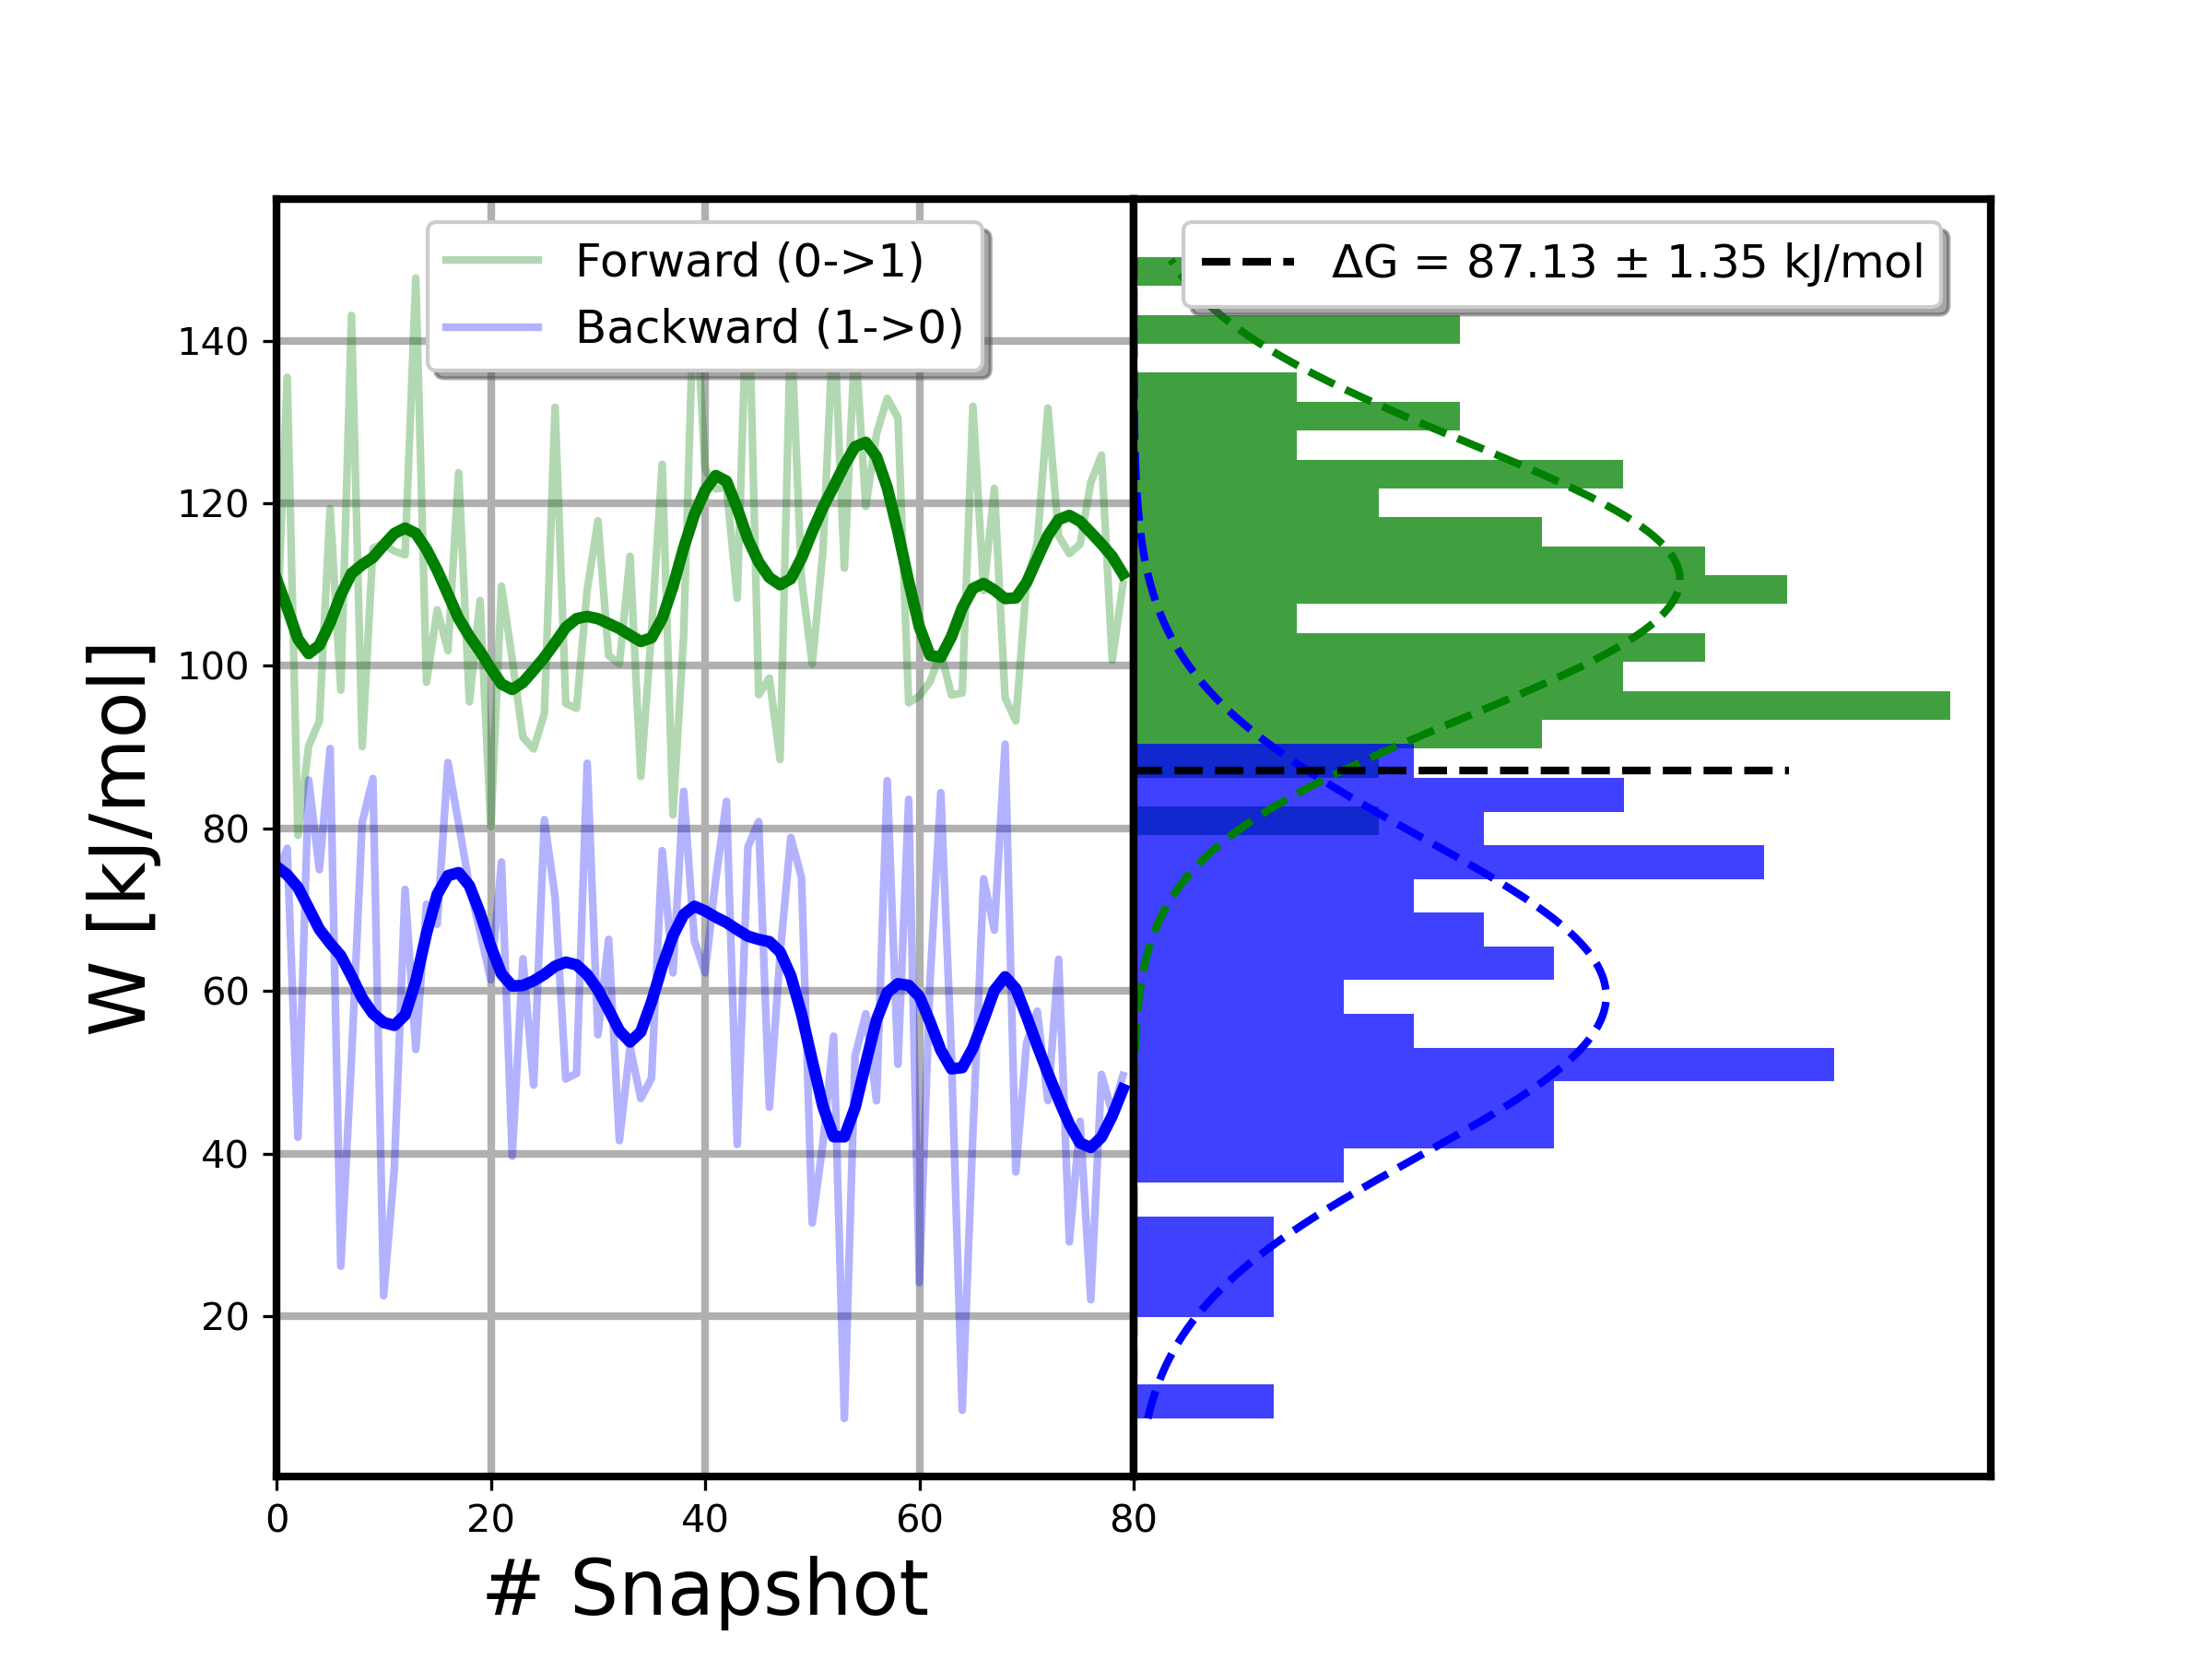 Forward (0->1)
Backward (1->0)
ΔG = 87.13 ± 1.35 kJ/mol
W [kJ/mol]
140
120
100
80
60
40
20
0
20
40
60
80
# Snapshot